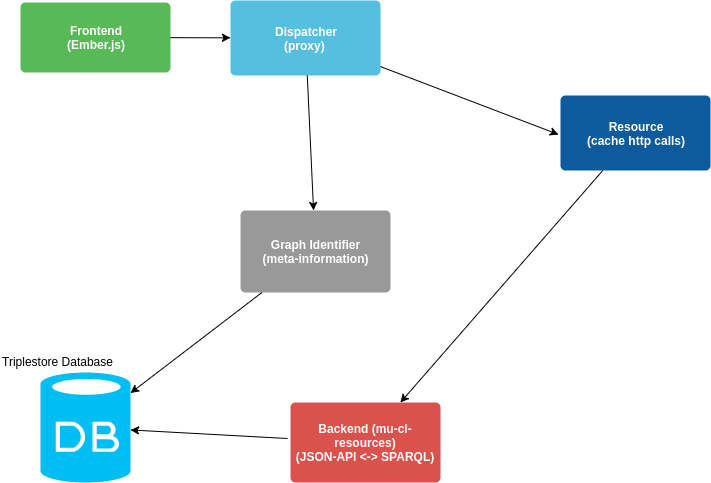 Frontend
(Ember.js)
Dispatcher
(proxy)
Resource
(cache http calls)
Graph Identifier
(meta-information)
Triplestore Database
DB
Backend (mu-cl-
resources)
(JSON-API <-> SPARQL)